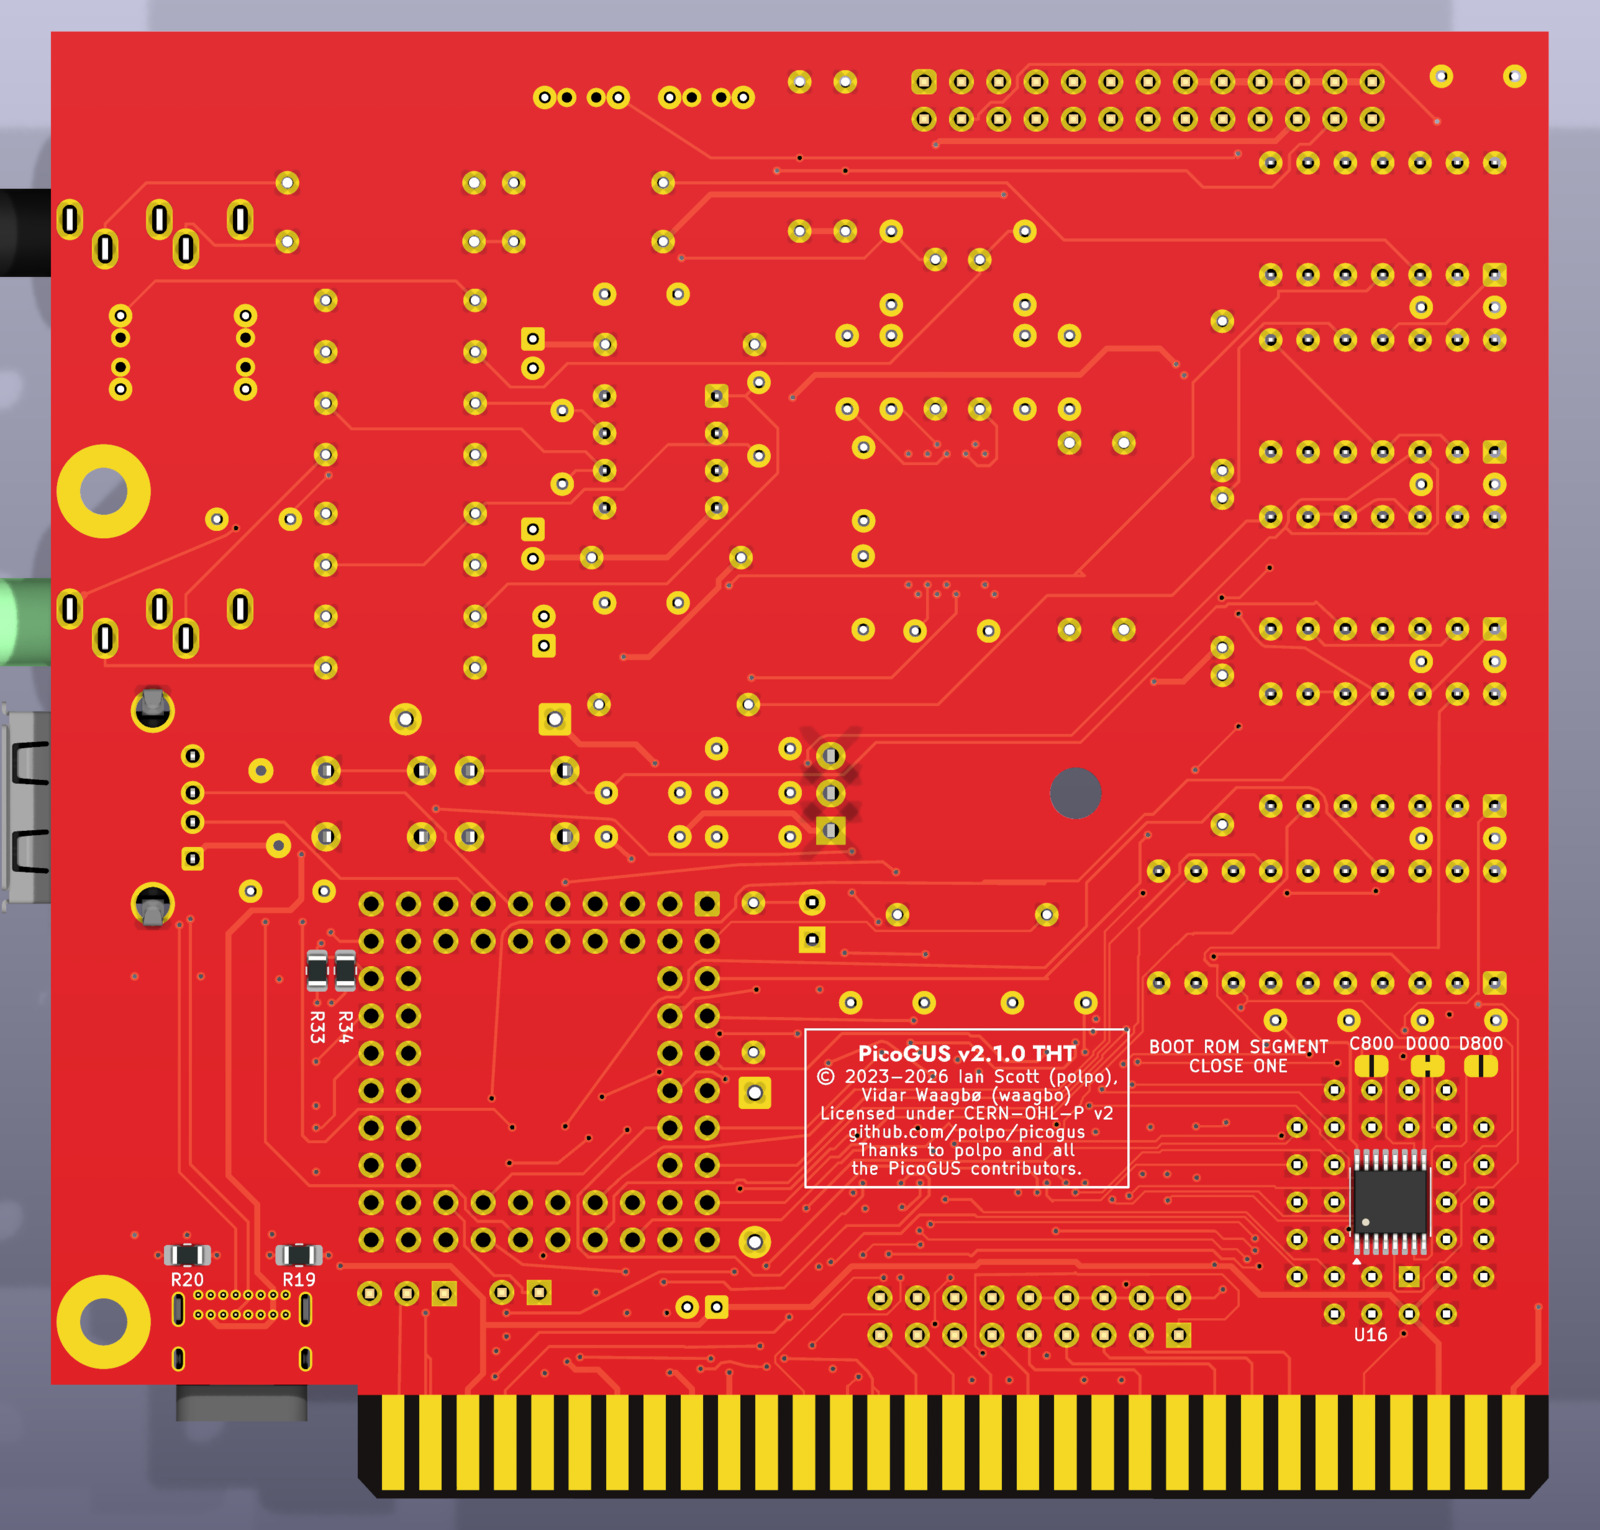 R33
R34
PicoGUS v2.1.0 THT
© 2023-2026 Ian Scott (polpo),
Vidar Waagbø (waagbo)
Licensed under CERN-OHL-P v2
github.com/polpo/picogus
Thanks to polpo and all
the PicoGUS contributors.
BOOT ROM SEGMENT
CLOSE ONE
C800 D000 D800
R20
R19
U16